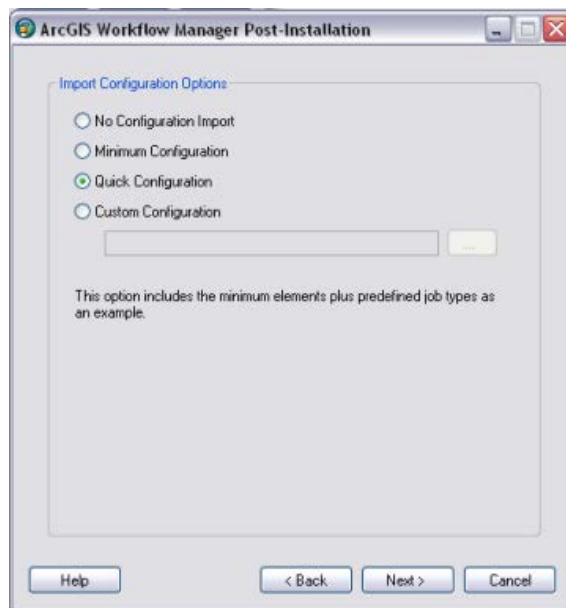 ArcGIS Workflow Manager Post-Installation
Import Configuration Options
No Configuration Import
Minimum Configuration
Quick Configuration
Custom Configuration
...
This option includes the minimum elements plus predefined job types as
an example.
Help
< Back
Next >
Cancel